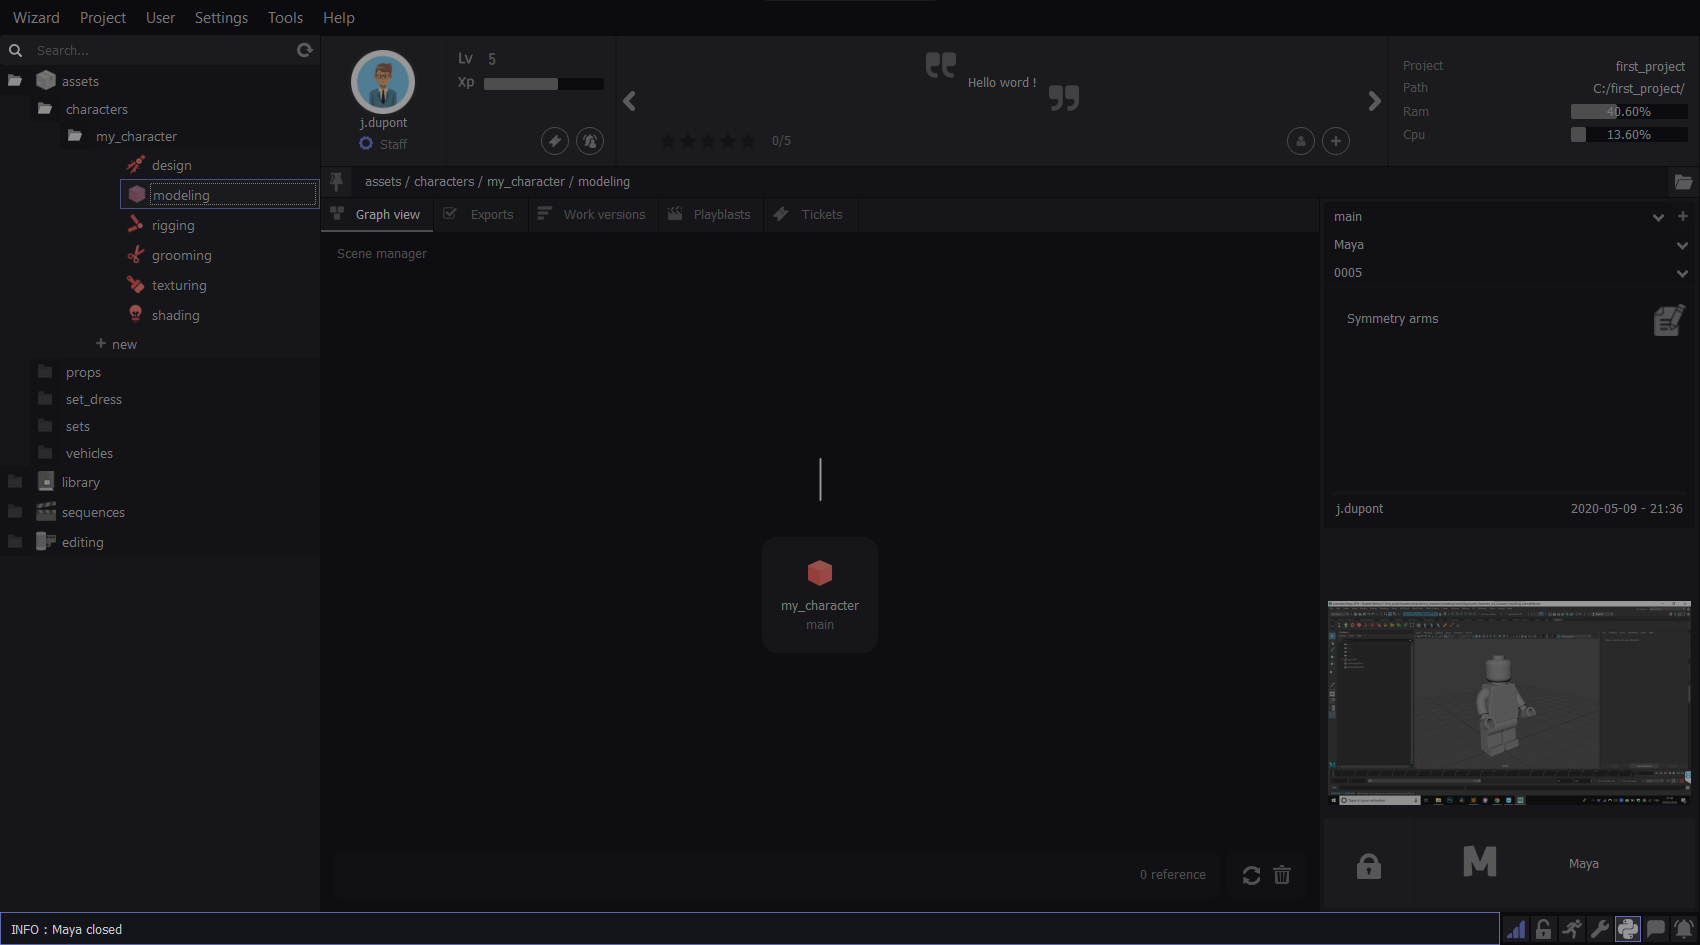 Wizard Project User Settings Tools Help
Search...
assets
characters
my_character
design
modeling
rigging
grooming
texturing
shading
+ new
props
set_dress
sets
vehicles
library
sequences
editing
j.dupont
Staff
Lv 5
Xp
Hello word !
0/5
Project first_project
Path C:/first_project/
Ram 40.60%
Cpu 13.60%
assets / characters / my_character / modeling
Graph view Exports Work versions Playblasts Tickets
Scene manager
my_character
main
0 reference
main
Maya
0005
Symmetry arms
j.dupont 2020-05-09 - 21:36
M Maya
INFO : Maya closed